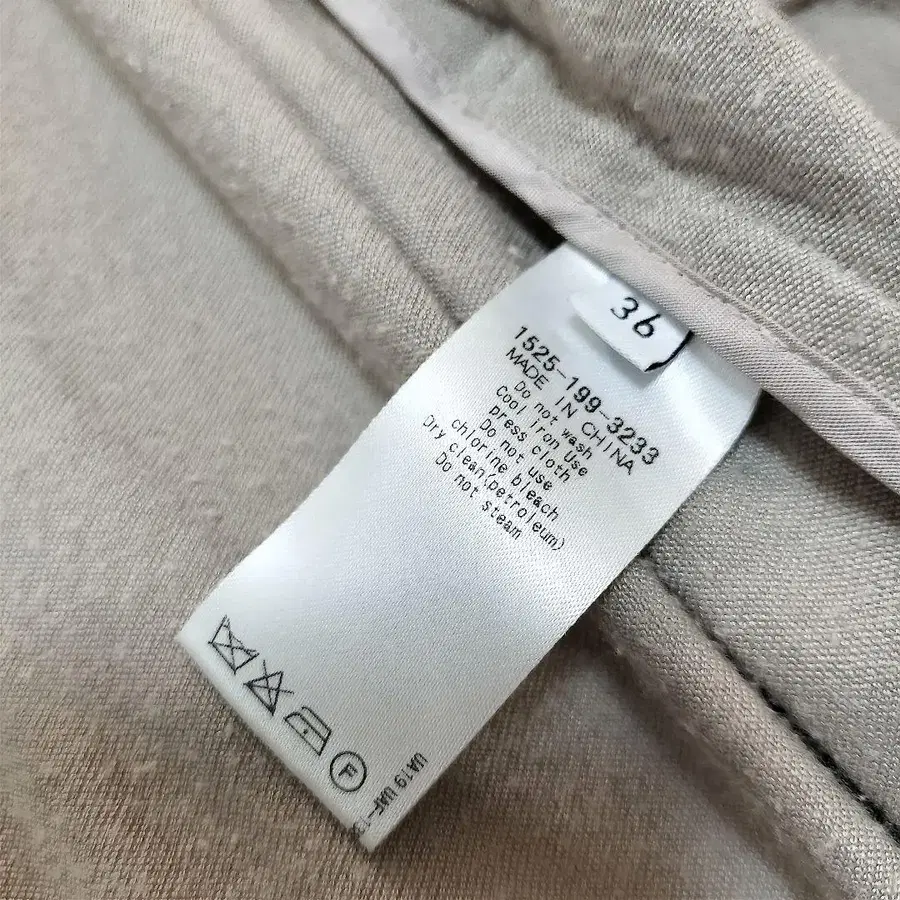 36
1525-199-3233
MADE IN CHINA
Do not wash
Cool iron Use
press cloth
Do not use
chlorine bleach
Dry clean(petroleum)
Do not steam
F
UA19